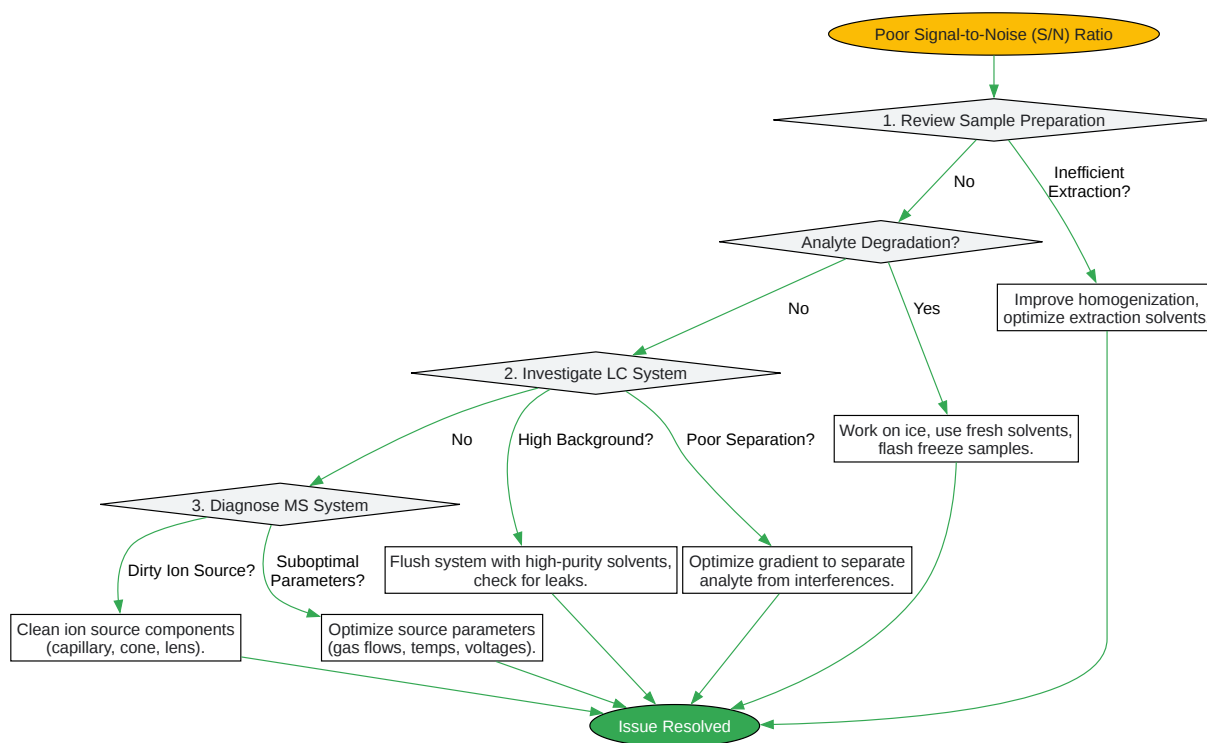 Poor Signal-to-Noise (S/N) Ratio
1. Review Sample Preparation
No
Inefficient
Extraction?
Analyte Degradation?
No
Yes
Improve homogenization,
optimize extraction solvents.
2. Investigate LC System
No
High Background?
Poor Separation?
Work on ice, use fresh solvents,
flash freeze samples.
3. Diagnose MS System
Dirty Ion Source?
Suboptimal
Parameters?
Flush system with high-purity solvents,
check for leaks.
Optimize gradient to separate
analyte from interferences.
Clean ion source components
(capillary, cone, lens).
Optimize source parameters
(gas flows, temps, voltages).
Issue Resolved